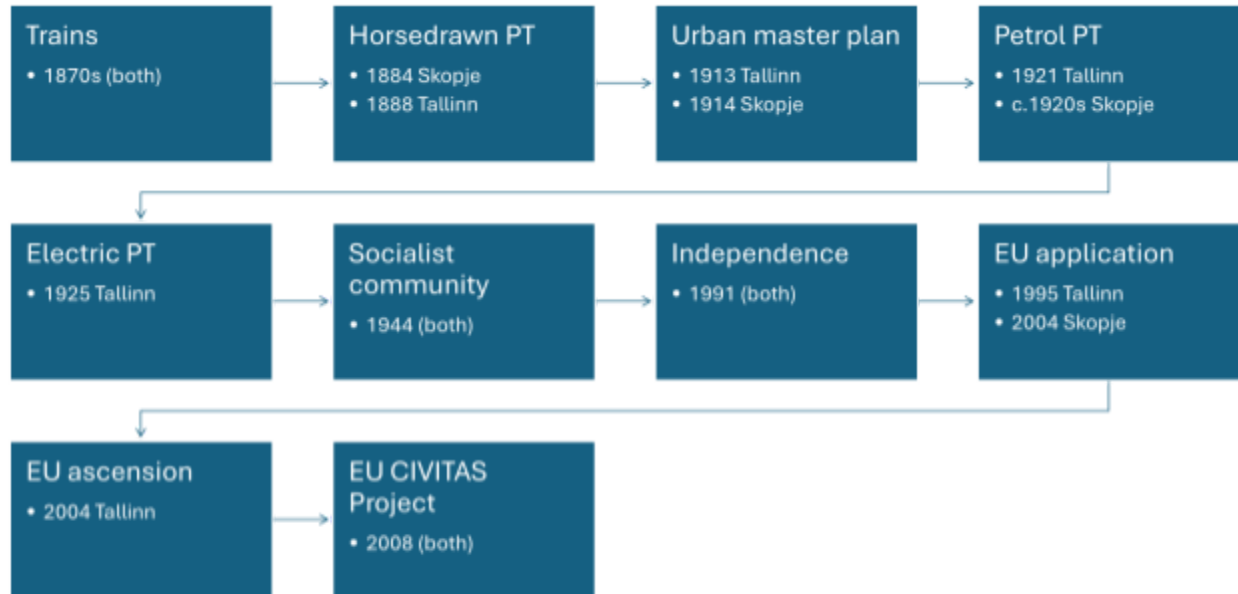 Trains
• 1870s (both)
Horsedrawn PT
• 1884 Skopje
• 1888 Tallinn
Urban master plan
• 1913 Tallinn
• 1914 Skopje
Petrol PT
• 1921 Tallinn
• c.1920s Skopje
Electric PT
• 1925 Tallinn
Socialist
community
• 1944 (both)
Independence
• 1991 (both)
EU application
• 1995 Tallinn
• 2004 Skopje
EU ascension
• 2004 Tallinn
EU CIVITAS
Project
• 2008 (both)